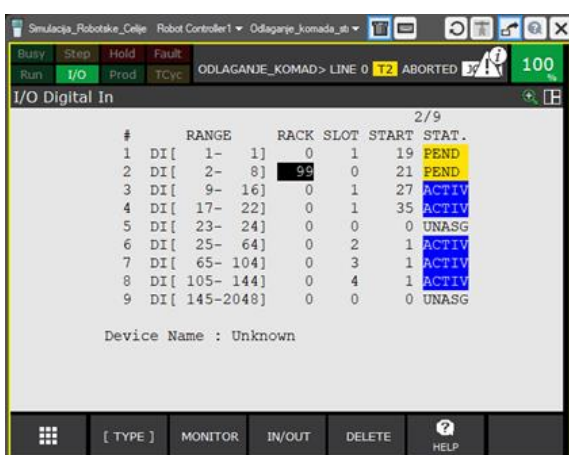 Simulacija_Robotske_Celije Robot Controller1 Odlaganje_komada_sti
Busy Step Hold Fault
Run I/O Prod TCyc
ODLAGANJE_KOMAD> LINE 0 T2 ABORTED
100 %
I/O Digital In
2/9
# RANGE RACK SLOT START STAT.
1 DI[ 1- 1] 0 1 19 PEND
2 DI[ 2- 8] 99 0 21 PEND
3 DI[ 9- 16] 0 1 27 ACTIV
4 DI[ 17- 22] 0 1 35 ACTIV
5 DI[ 23- 24] 0 0 0 UNASG
6 DI[ 25- 64] 0 2 1 ACTIV
7 DI[ 65- 104] 0 3 1 ACTIV
8 DI[ 105- 144] 0 4 1 ACTIV
9 DI[ 145-2048] 0 0 0 UNASG
Device Name : Unknown
[ TYPE ] MONITOR IN/OUT DELETE HELP